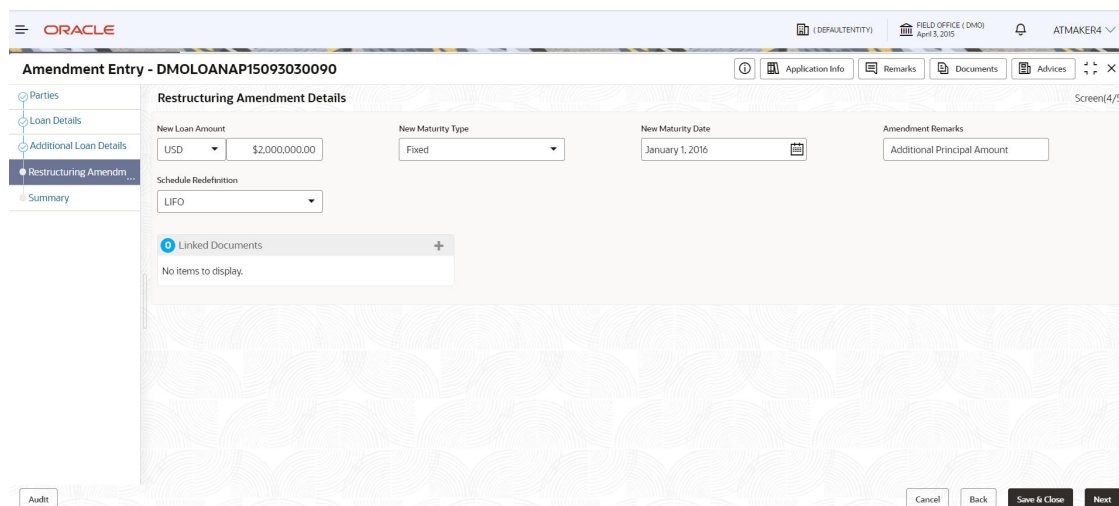 ORACLE
( DEFAULTENTITY)
FIELD OFFICE ( DMO)
April 3, 2015
ATMAKER4
Amendment Entry - DMOLOANAP15093030090
Application Info
Remarks
Documents
Advices
Parties
Loan Details
Additional Loan Details
Restructuring Amendm...
Summary
Restructuring Amendment Details
Screen(4/5
New Loan Amount
New Maturity Type
New Maturity Date
Amendment Remarks
USD
$2,000,000.00
Fixed
January 1, 2016
Additional Principal Amount
Schedule Redefinition
LIFO
0 Linked Documents
No items to display.
Audit
Cancel
Back
Save & Close
Next